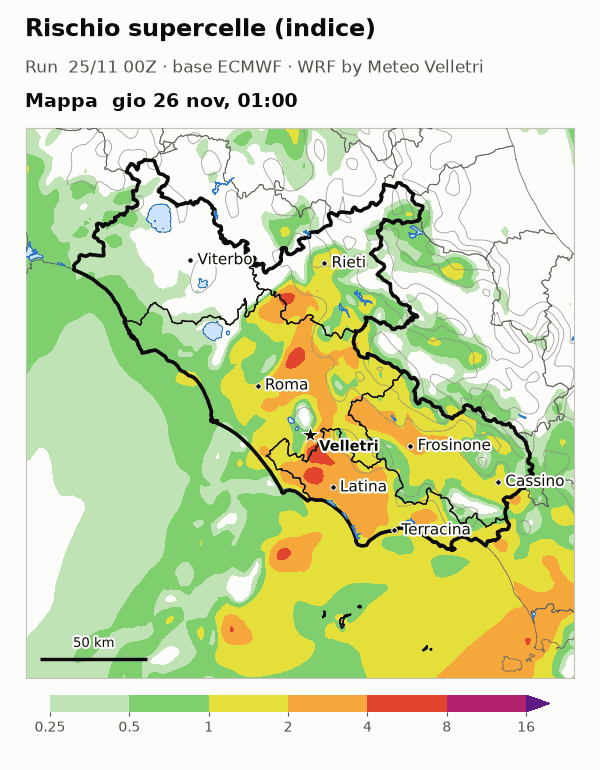 Rischio supercelle (indice)
Run 25/11 00Z · base ECMWF · WRF by Meteo Velletri
Mappa gio 26 nov, 01:00
Viterbo
Rieti
Roma
Velletri
Frosinone
Latina
Cassino
Terracina
50 km
0.25 0.5 1 2 4 8 16